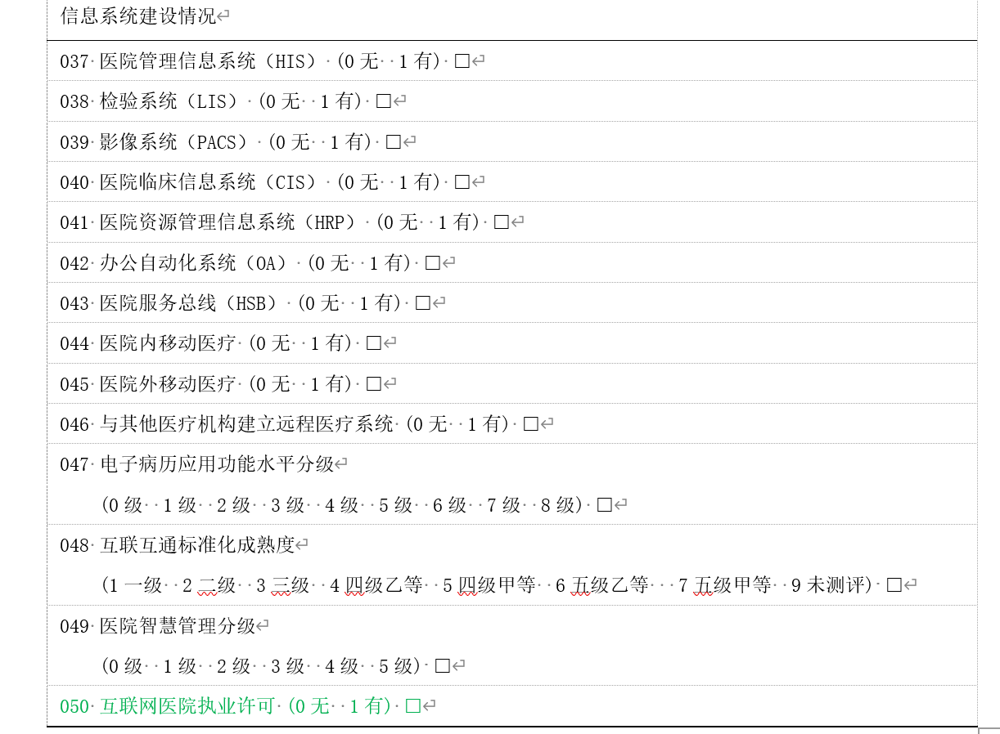 信息系统建设情况
037 医院管理信息系统（HIS） (0 无  1 有) □
038 检验系统（LIS） (0 无  1 有) □
039 影像系统（PACS） (0 无  1 有) □
040 医院临床信息系统（CIS） (0 无  1 有) □
041 医院资源管理信息系统（HRP） (0 无  1 有) □
042 办公自动化系统（OA） (0 无  1 有) □
043 医院服务总线（HSB） (0 无  1 有) □
044 医院内移动医疗 (0 无  1 有) □
045 医院外移动医疗 (0 无  1 有) □
046 与其他医疗机构建立远程医疗系统 (0 无  1 有) □
047 电子病历应用功能水平分级
(0 级  1 级  2 级  3 级  4 级  5 级  6 级  7 级  8 级) □
048 互联互通标准化成熟度
(1 一级  2 二级  3 三级  4 四级乙等  5 四级甲等  6 五级乙等   7 五级甲等  9 未测评) □
049 医院智慧管理分级
(0 级  1 级  2 级  3 级  4 级  5 级) □
050 互联网医院执业许可 (0 无  1 有) □